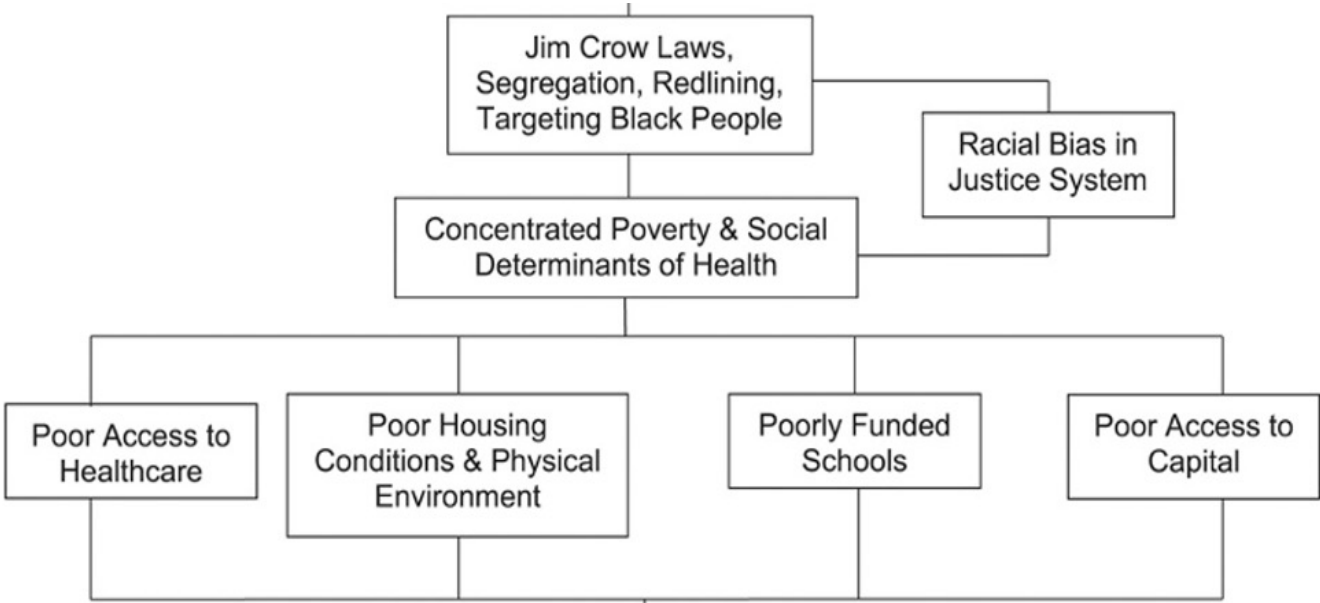 Jim Crow Laws,
Segregation, Redlining,
Targeting Black People
Racial Bias in
Justice System
Concentrated Poverty & Social
Determinants of Health
Poor Access to
Healthcare
Poor Housing
Conditions & Physical
Environment
Poorly Funded
Schools
Poor Access to
Capital